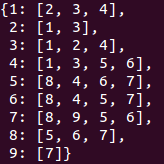 {1: [2, 3, 4],
2: [1, 3],
3: [1, 2, 4],
4: [1, 3, 5, 6],
5: [8, 4, 6, 7],
6: [8, 4, 5, 7],
7: [8, 9, 5, 6],
8: [5, 6, 7],
9: [7]}